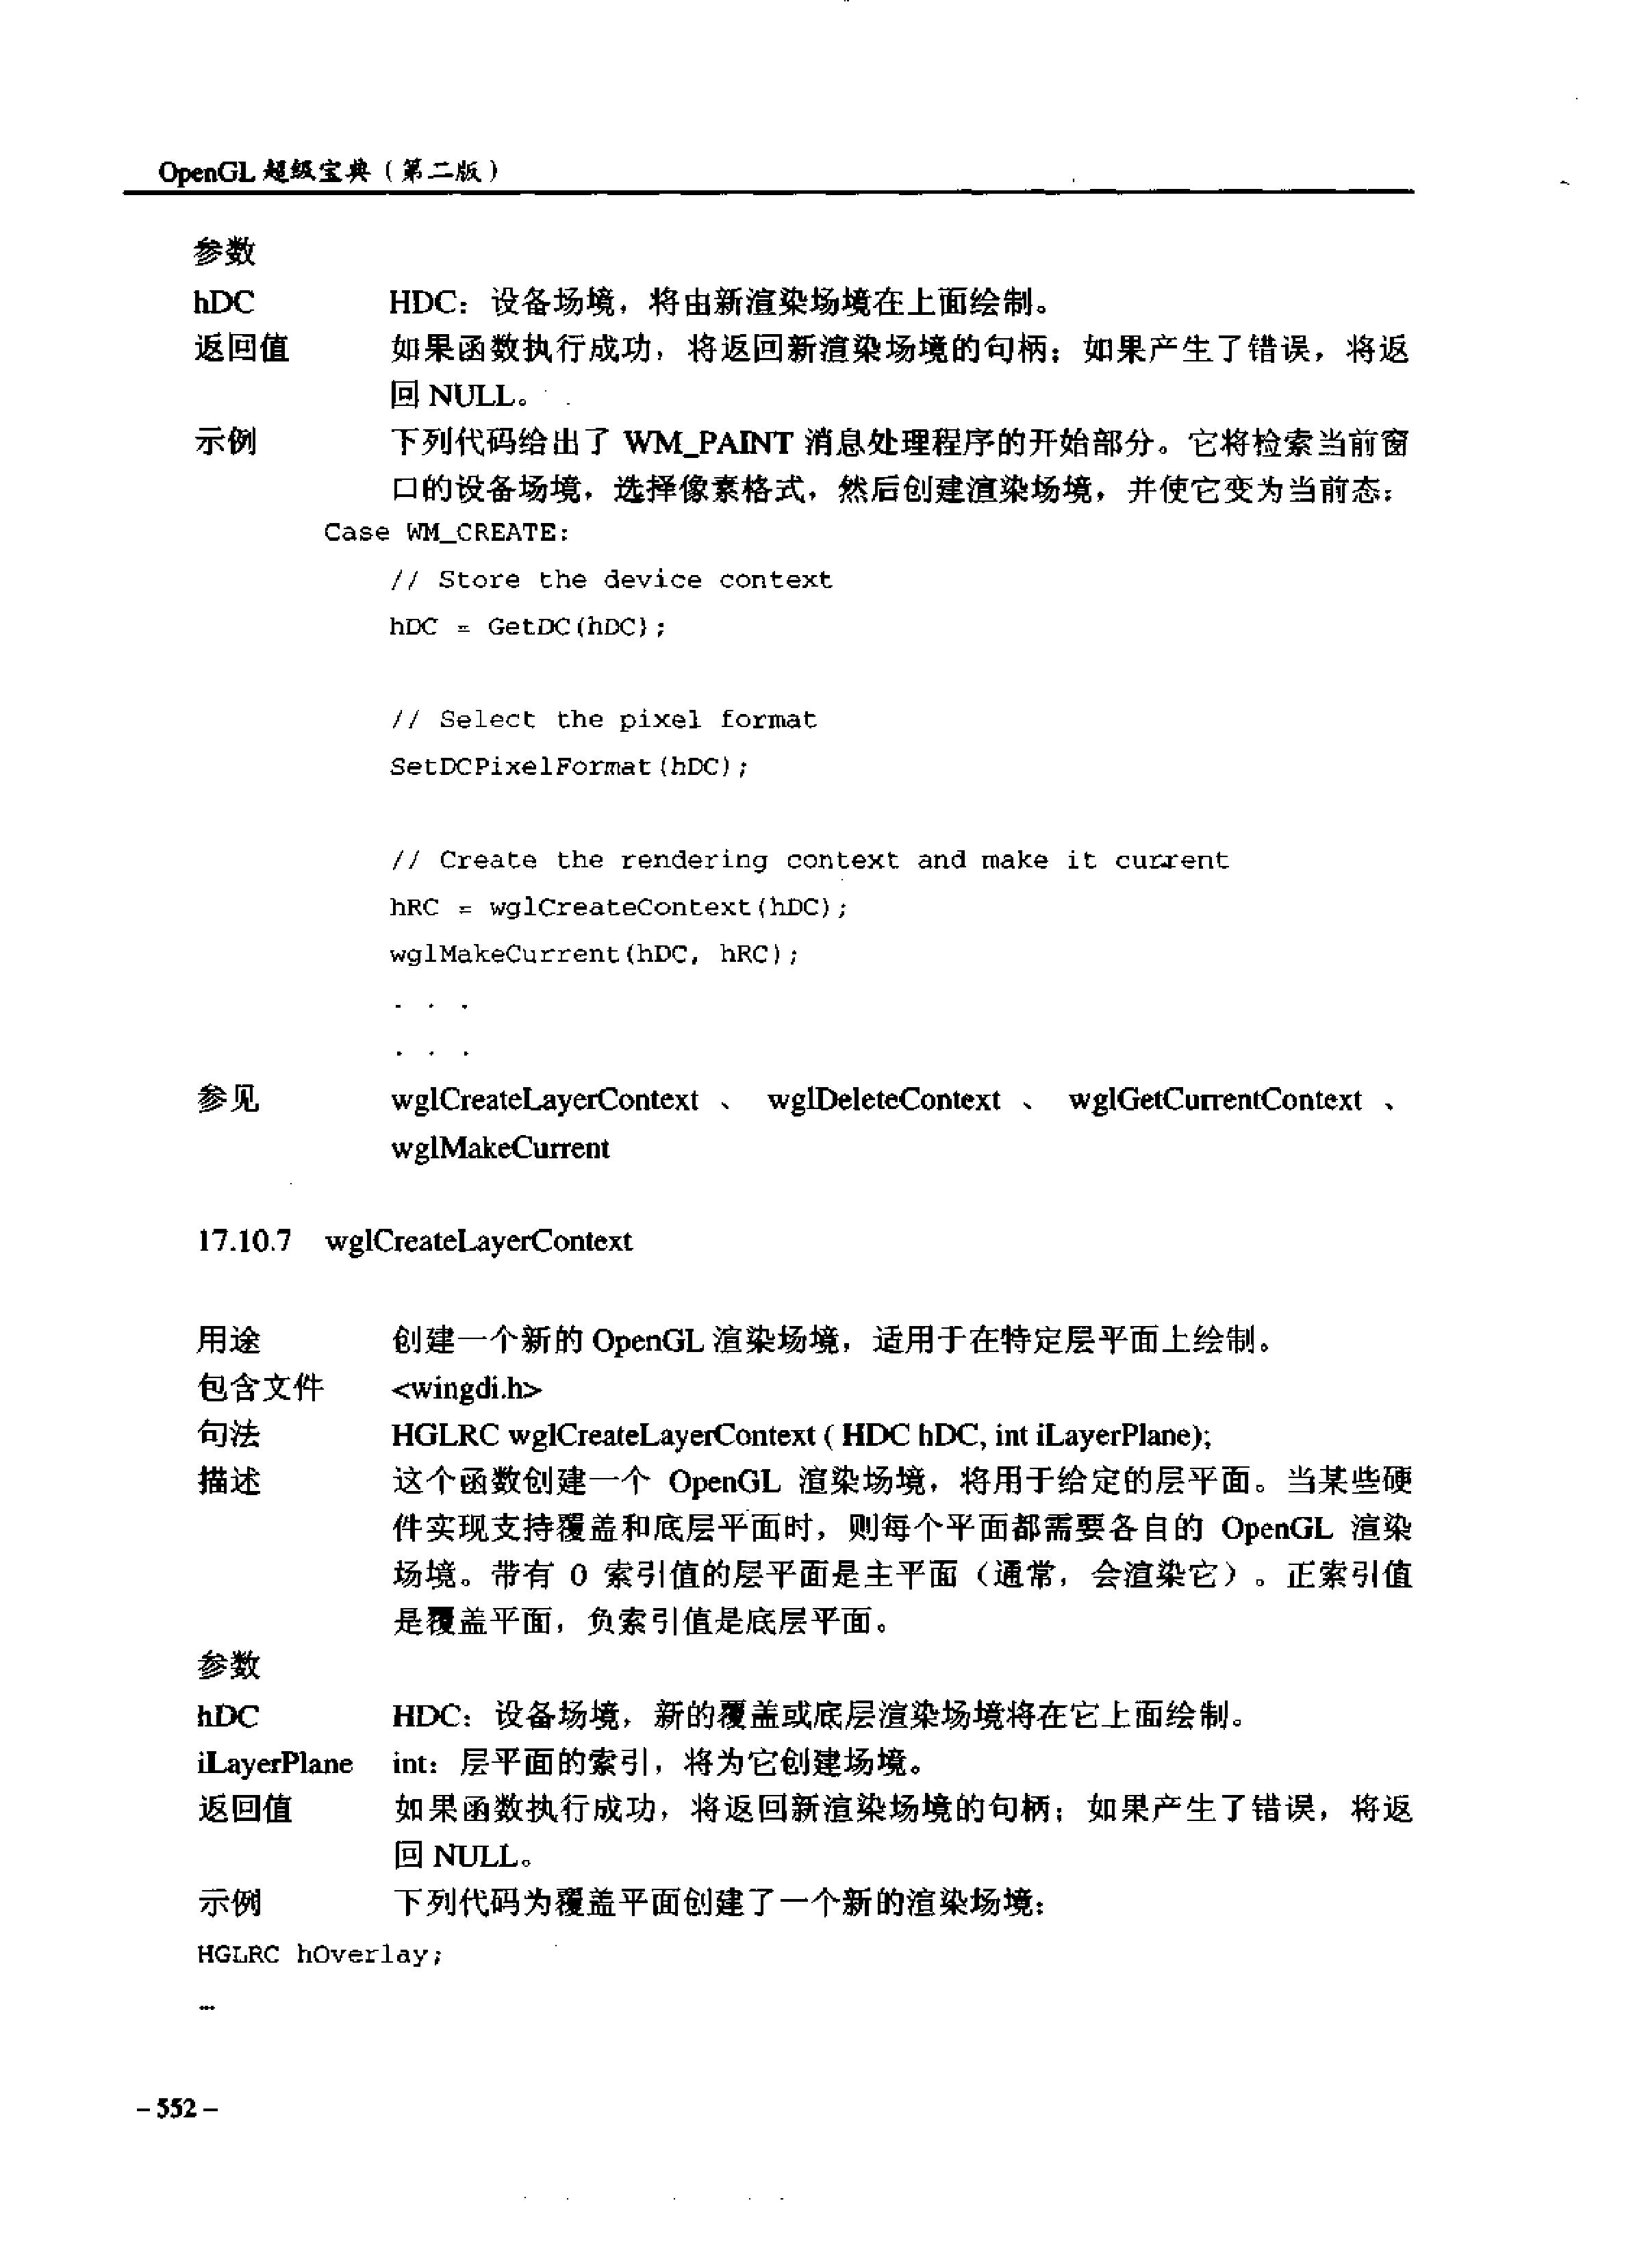 OpenGL 超级宝典（第二版）
参数
hDC HDC：设备场境，将由新渲染场境在上面绘制。
返回值 如果函数执行成功，将返回新渲染场境的句柄；如果产生了错误，将返
回 NULL。
示例 下列代码给出了 WM_PAINT 消息处理程序的开始部分。它将检索当前窗
口的设备场境，选择像素格式，然后创建渲染场境，并使它变为当前态：
Case WM_CREATE:
// Store the device context
hDC = GetDC(hDC);
// Select the pixel format
SetDCPixelFormat(hDC);
// Create the rendering context and make it current
hRC = wglCreateContext(hDC);
wglMakeCurrent(hDC, hRC);
. . .
. . .
参见 wglCreateLayerContext 、 wglDeleteContext 、 wglGetCurrentContext 、
wglMakeCurrent
17.10.7 wglCreateLayerContext
用途 创建一个新的 OpenGL 渲染场境，适用于在特定层平面上绘制。
包含文件 <wingdi.h>
句法 HGLRC wglCreateLayerContext ( HDC hDC, int iLayerPlane);
描述 这个函数创建一个 OpenGL 渲染场境，将用于给定的层平面。当某些硬
件实现支持覆盖和底层平面时，则每个平面都需要各自的 OpenGL 渲染
场境。带有 0 索引值的层平面是主平面（通常，会渲染它）。正索引值
是覆盖平面，负索引值是底层平面。
参数
hDC HDC：设备场境，新的覆盖或底层渲染场境将在它上面绘制。
iLayerPlane int：层平面的索引，将为它创建场境。
返回值 如果函数执行成功，将返回新渲染场境的句柄；如果产生了错误，将返
回 NULL。
示例 下列代码为覆盖平面创建了一个新的渲染场境：
HGLRC hOverlay;
…
– 552 –